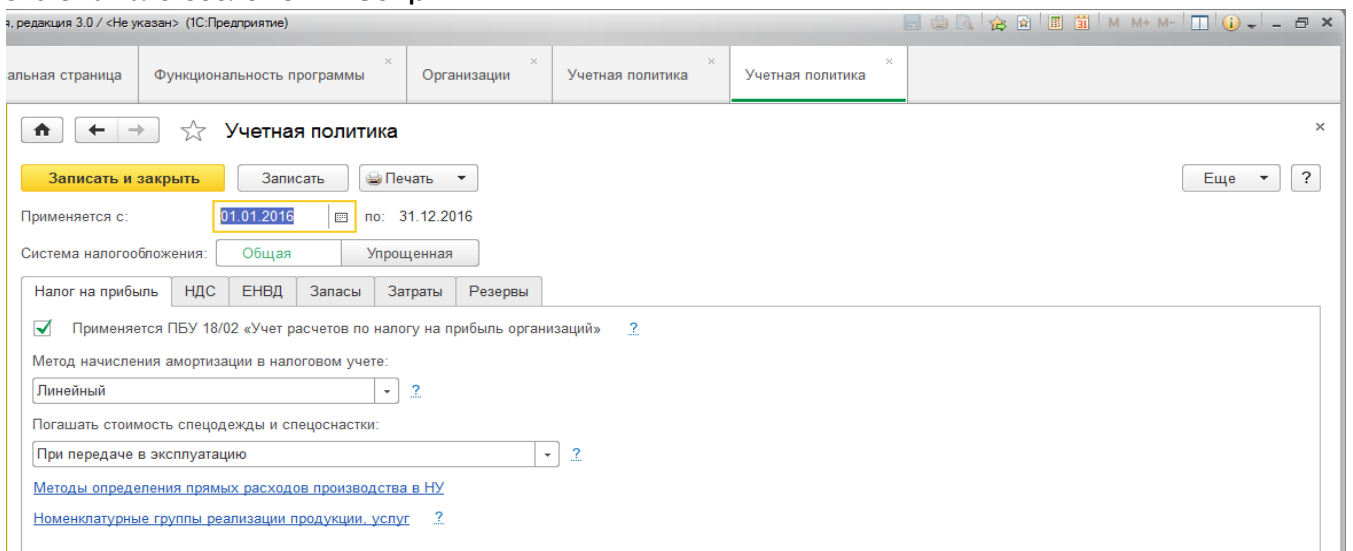 я, редакция 3.0 / <Не указан> (1С:Предприятие) M M+ M-
альная страница Функциональность программы Организации Учетная политика Учетная политика
Учетная политика
Записать и закрыть Записать Печать Еще ?
Применяется с: 01.01.2016 по: 31.12.2016
Система налогообложения: Общая Упрощенная
Налог на прибыль НДС ЕНВД Запасы Затраты Резервы
Применяется ПБУ 18/02 «Учет расчетов по налогу на прибыль организаций» ?
Метод начисления амортизации в налоговом учете:
Линейный ?
Погашать стоимость спецодежды и спецоснастки:
При передаче в эксплуатацию ?
Методы определения прямых расходов производства в НУ
Номенклатурные группы реализации продукции, услуг ?